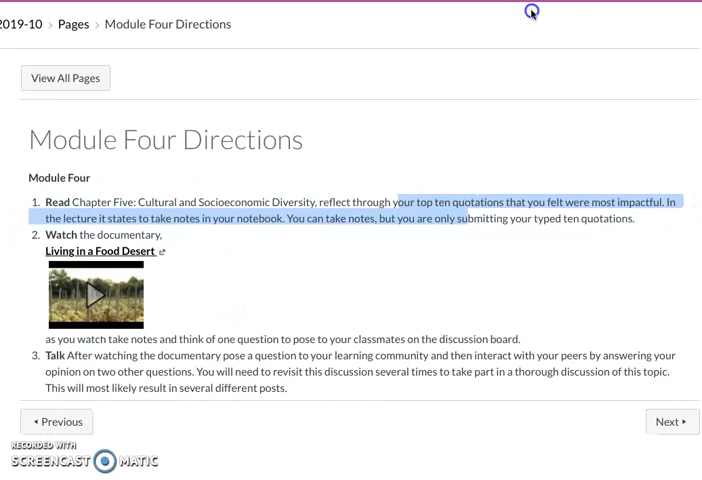 2019-10 > Pages > Module Four Directions
View All Pages
Module Four Directions
Module Four
1. Read Chapter Five: Cultural and Socioeconomic Diversity, reflect through your top ten quotations that you felt were most impactful. In
the lecture it states to take notes in your notebook. You can take notes, but you are only submitting your typed ten quotations.
2. Watch the documentary,
Living in a Food Desert
as you watch take notes and think of one question to pose to your classmates on the discussion board.
3. Talk After watching the documentary pose a question to your learning community and then interact with your peers by answering your
opinion on two other questions. You will need to revisit this discussion several times to take part in a thorough discussion of this topic.
This will most likely result in several different posts.
Previous Next
RECORDED WITH
SCREENCAST MATIC